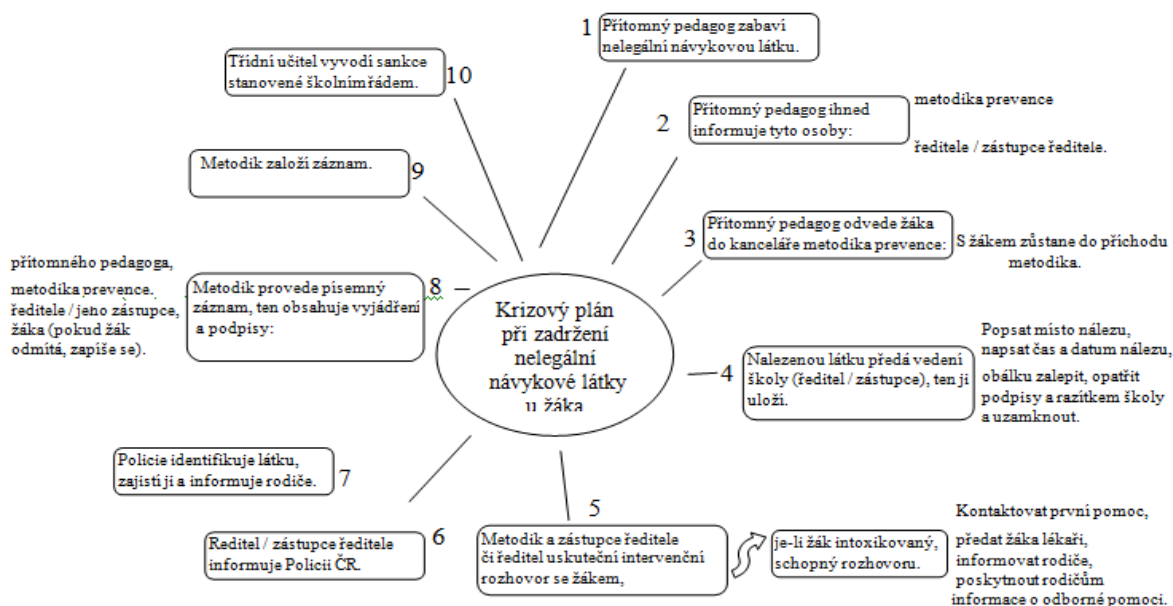 1
Přítomný pedagog zabaví
nelegální návykovou látku.
2
Přítomný pedagog ihned
informuje tyto osoby:
metodika prevence
ředitele / zástupce ředitele.
3
Přítomný pedagog odvede žáka
do kanceláře metodika prevence:
S žákem zůstane do příchodu
metodika.
4
Nalezenou látku předá vedení
školy (ředitel / zástupce), ten ji
uloží.
Popsat místo nálezu,
napsat čas a datum nálezu,
obálku zalepit, opatřit
podpisy a razítkem školy
a uzamknout.
5
Metodik a zástupce ředitele
či ředitel uskuteční intervenční
rozhovor se žákem,
je-li žák intoxikovaný,
schopný rozhovoru.
Kontaktovat první pomoc,
předat žáka lékaři,
informovat rodiče,
poskytnout rodičům
informace o odborné pomoci.
6
Reditel / zástupce ředitele
informuje Policii ČR.
7
Policie identifikuje látku,
zajistí ji a informuje rodiče.
8
Metodik provede písemný
záznam, ten obsahuje vyjádření
a podpisy:
přítomného pedagoga,
metodika prevence.
ředitele / jeno zástupce,
žáka (pokud žák
odmítá, zapíše se).
9
Metodik založí záznam.
10
Třídní učitel vyvodí sankce
stanovené školním řádem.
Krizový plán
při zadržení
nelegální
návykové látky
u žáka